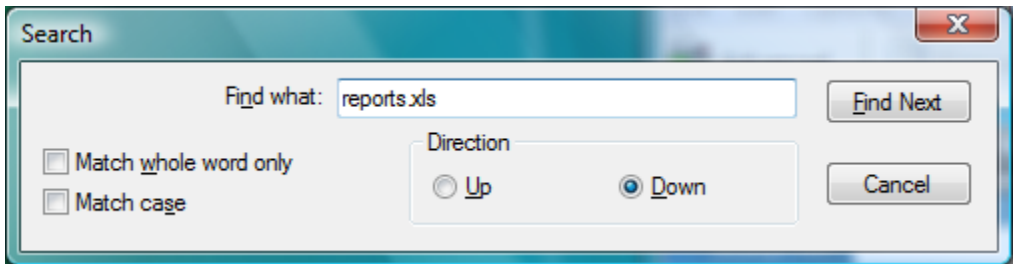 Search
Find what: reports.xls
Find Next
Match whole word only
Match case
Direction
Up
Down
Cancel